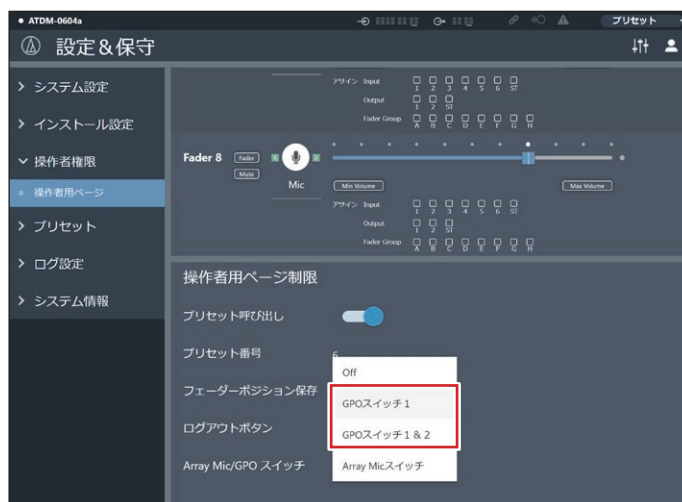 ATDM-0604a
プリセット
設定＆保守
システム設定
インストール設定
操作者権限
操作者用ページ
プリセット
ログ設定
システム情報
アサイン Input 1 2 3 4 5 6 ST
Output 1 2 ST
Fader Group A B C D E F G H
Fader 8 Fader
Mute
Mic
Min Volume Max Volume
アサイン Input 1 2 3 4 5 6 ST
Output 1 2 ST
Fader Group A B C D E F G H
操作者用ページ制限
プリセット呼び出し
プリセット番号 6
フェーダーポジション保存
ログアウトボタン
Array Mic/GPO スイッチ
Off
GPOスイッチ 1
GPOスイッチ 1 & 2
Array Micスイッチ